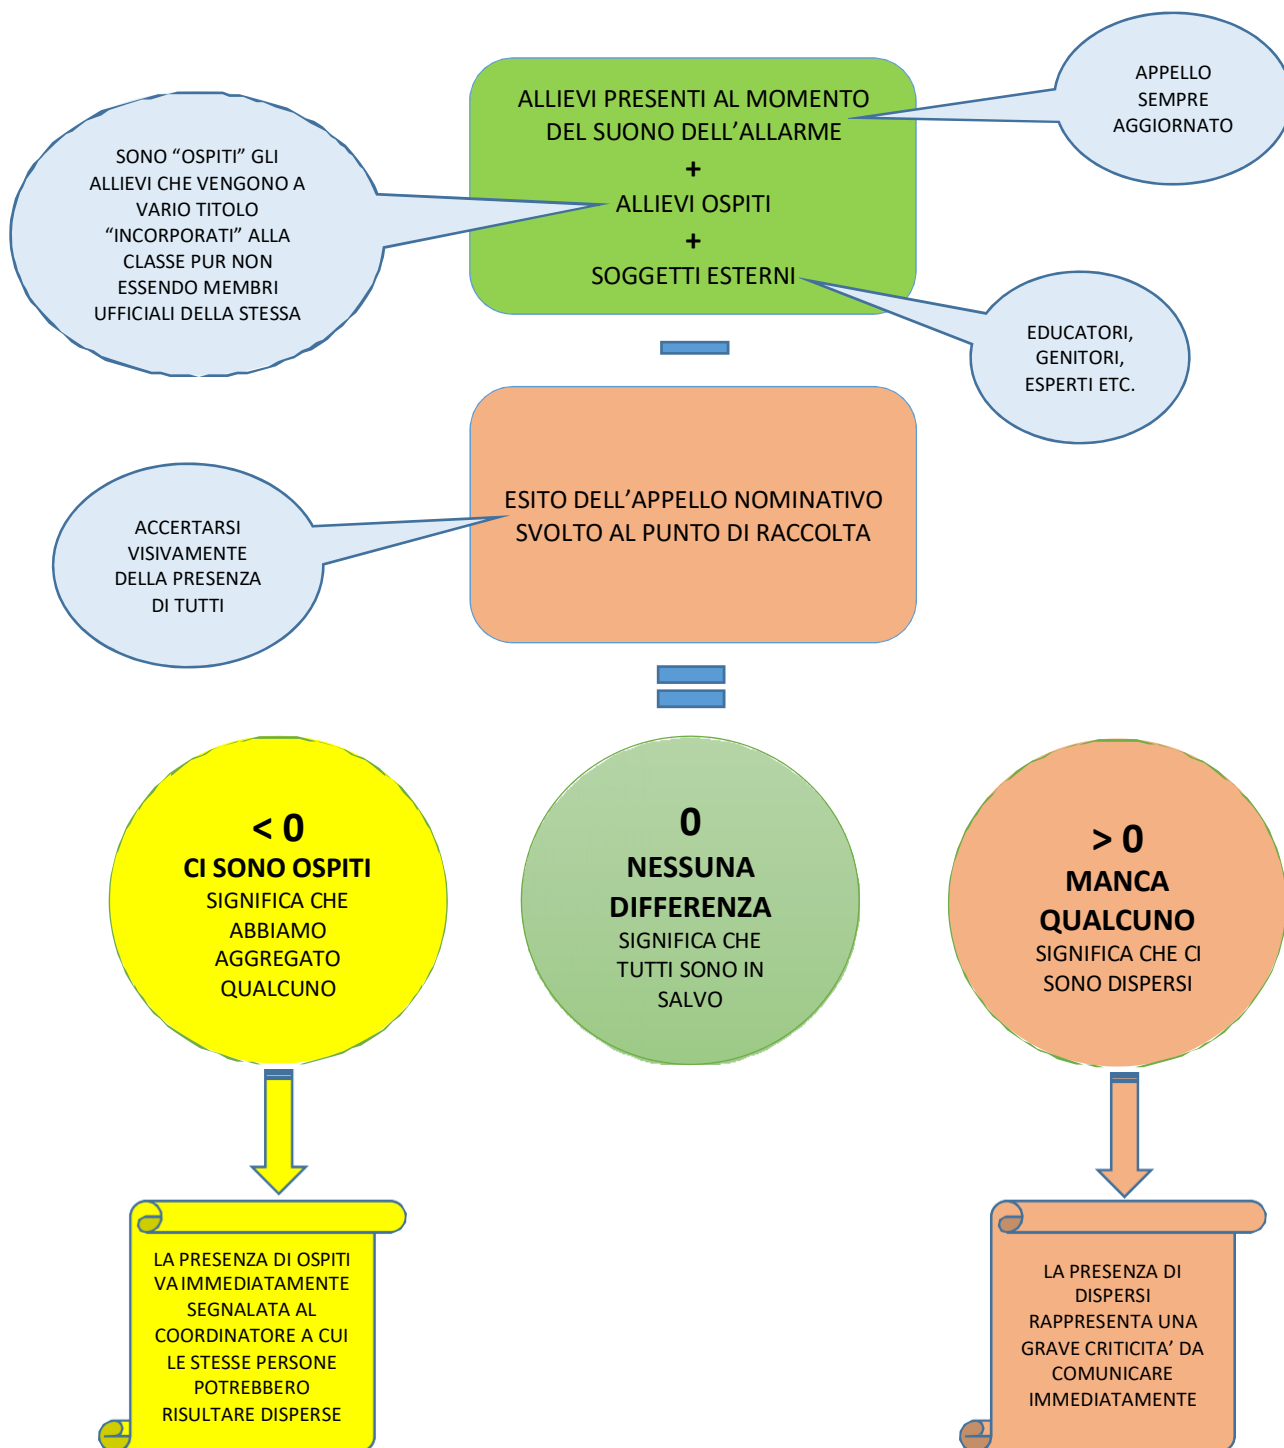 ALLIEVI PRESENTI AL MOMENTO
DEL SUONO DELL’ALLARME
+
ALLIEVI OSPITI
+
SOGGETTI ESTERNI
APPELLO
SEMPRE
AGGIORNATO
SONO “OSPITI” GLI
ALLIEVI CHE VENGONO A
VARIO TITOLO
“INCORPORATI” ALLA
CLASSE PUR NON
ESSENDO MEMBRI
UFFICIALI DELLA STESSA
EDUCATORI,
GENITORI,
ESPERTI ETC.
ESITO DELL’APPELLO NOMINATIVO
SVOLTO AL PUNTO DI RACCOLTA
ACCERTARSI
VISIVAMENTE
DELLA PRESENZA
DI TUTTI
< 0
CI SONO OSPITI
SIGNIFICA CHE
ABBIAMO
AGGREGATO
QUALCUNO
0
NESSUNA
DIFFERENZA
SIGNIFICA CHE
TUTTI SONO IN
SALVO
> 0
MANCA
QUALCUNO
SIGNIFICA CHE CI
SONO DISPERSI
LA PRESENZA DI OSPITI
VA IMMEDIATAMENTE
SEGNALATA AL
COORDINATORE A CUI
LE STESSE PERSONE
POTREBBERO
RISULTARE DISPERSE
LA PRESENZA DI
DISPERSI
RAPPRESENTA UNA
GRAVE CRITICITA’ DA
COMUNICARE
IMMEDIATAMENTE